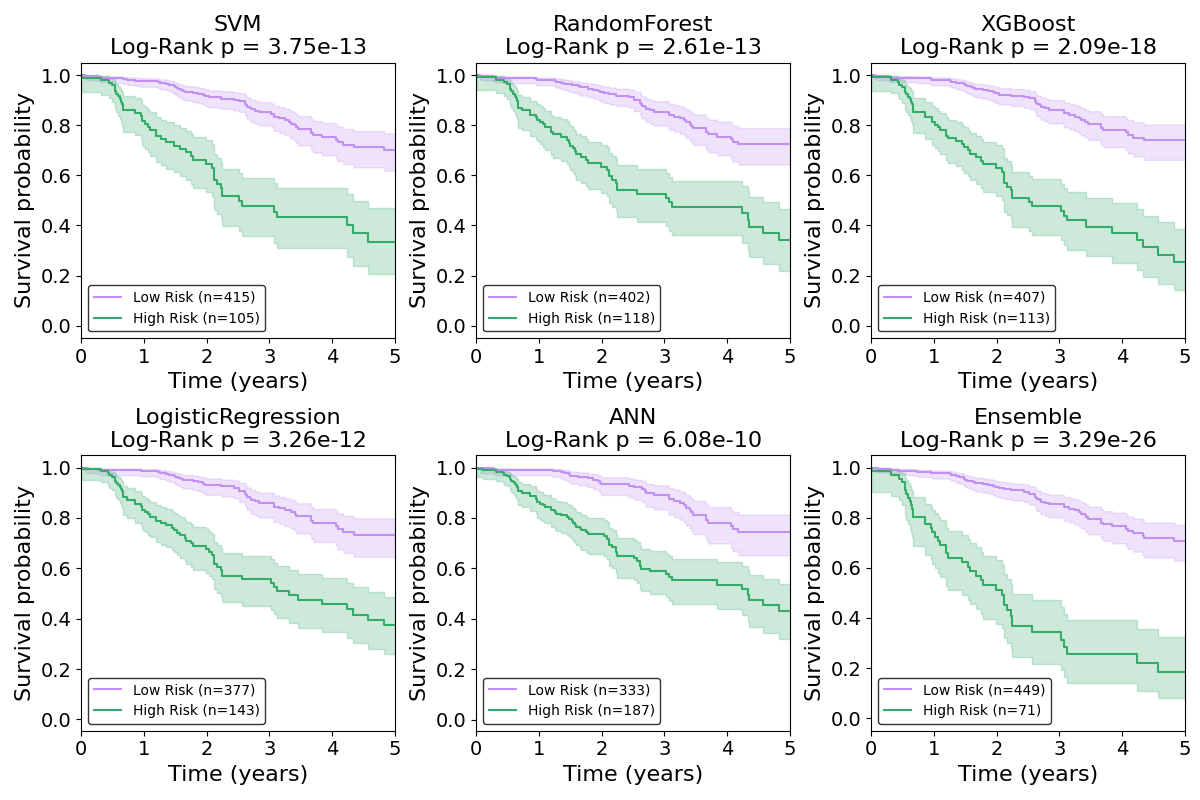 SVM
Log-Rank p = 3.75e-13
Survival probability
1.0
0.8
0.6
0.4
0.2
0.0
Low Risk (n=415)
High Risk (n=105)
0 1 2 3 4 5
Time (years)
RandomForest
Log-Rank p = 2.61e-13
Survival probability
1.0
0.8
0.6
0.4
0.2
0.0
Low Risk (n=402)
High Risk (n=118)
0 1 2 3 4 5
Time (years)
XGBoost
Log-Rank p = 2.09e-18
Survival probability
1.0
0.8
0.6
0.4
0.2
0.0
Low Risk (n=407)
High Risk (n=113)
0 1 2 3 4 5
Time (years)
LogisticRegression
Log-Rank p = 3.26e-12
Survival probability
1.0
0.8
0.6
0.4
0.2
0.0
Low Risk (n=377)
High Risk (n=143)
0 1 2 3 4 5
Time (years)
ANN
Log-Rank p = 6.08e-10
Survival probability
1.0
0.8
0.6
0.4
0.2
0.0
Low Risk (n=333)
High Risk (n=187)
0 1 2 3 4 5
Time (years)
Ensemble
Log-Rank p = 3.29e-26
Survival probability
1.0
0.8
0.6
0.4
0.2
0.0
Low Risk (n=449)
High Risk (n=71)
0 1 2 3 4 5
Time (years)